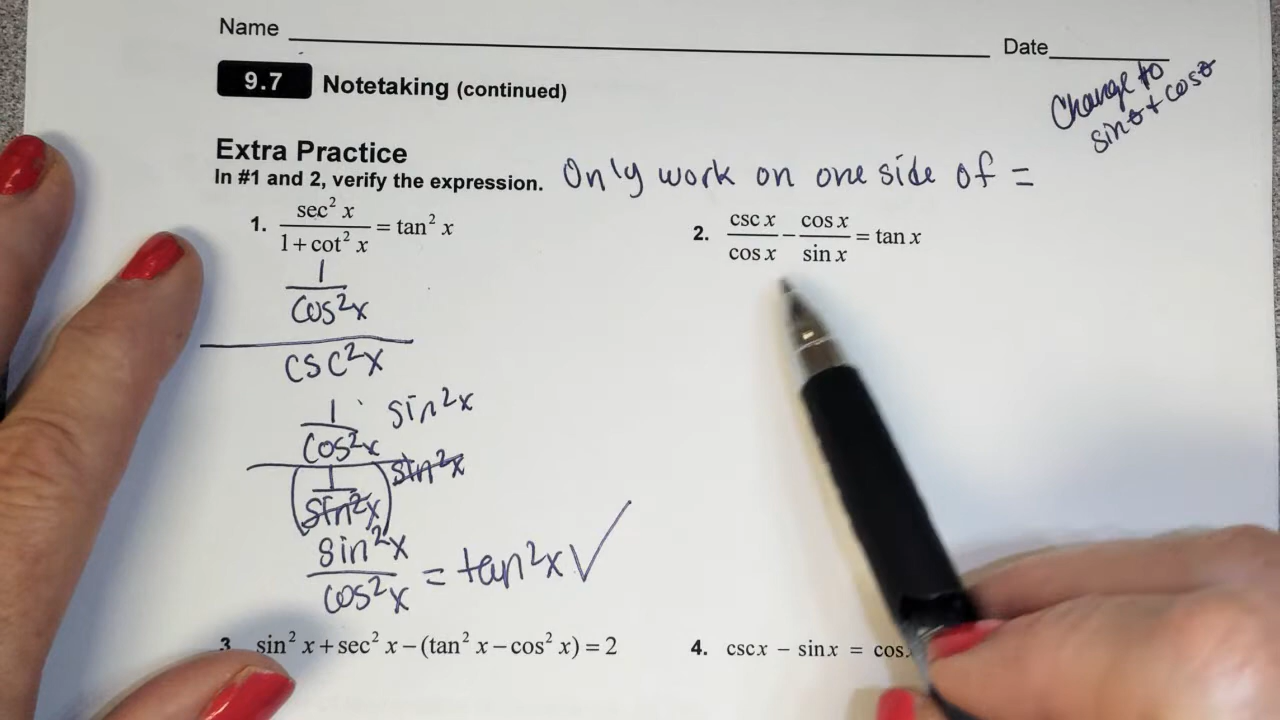 Name
Date
9.7 Notetaking (continued)
Change to
sinθ + cosθ
Extra Practice
In #1 and 2, verify the expression. Only work on one side of =
1. sec² x / 1 + cot² x = tan² x
1
cos²x
csc²x
1 · sin²x
cos²x
1 sin²x
sin²x
sin²x
cos²x = tan²x ✓
2. csc x / cos x − cos x / sin x = tan x
3 sin² x + sec² x − (tan² x − cos² x) = 2
4. cscx − sinx = cos